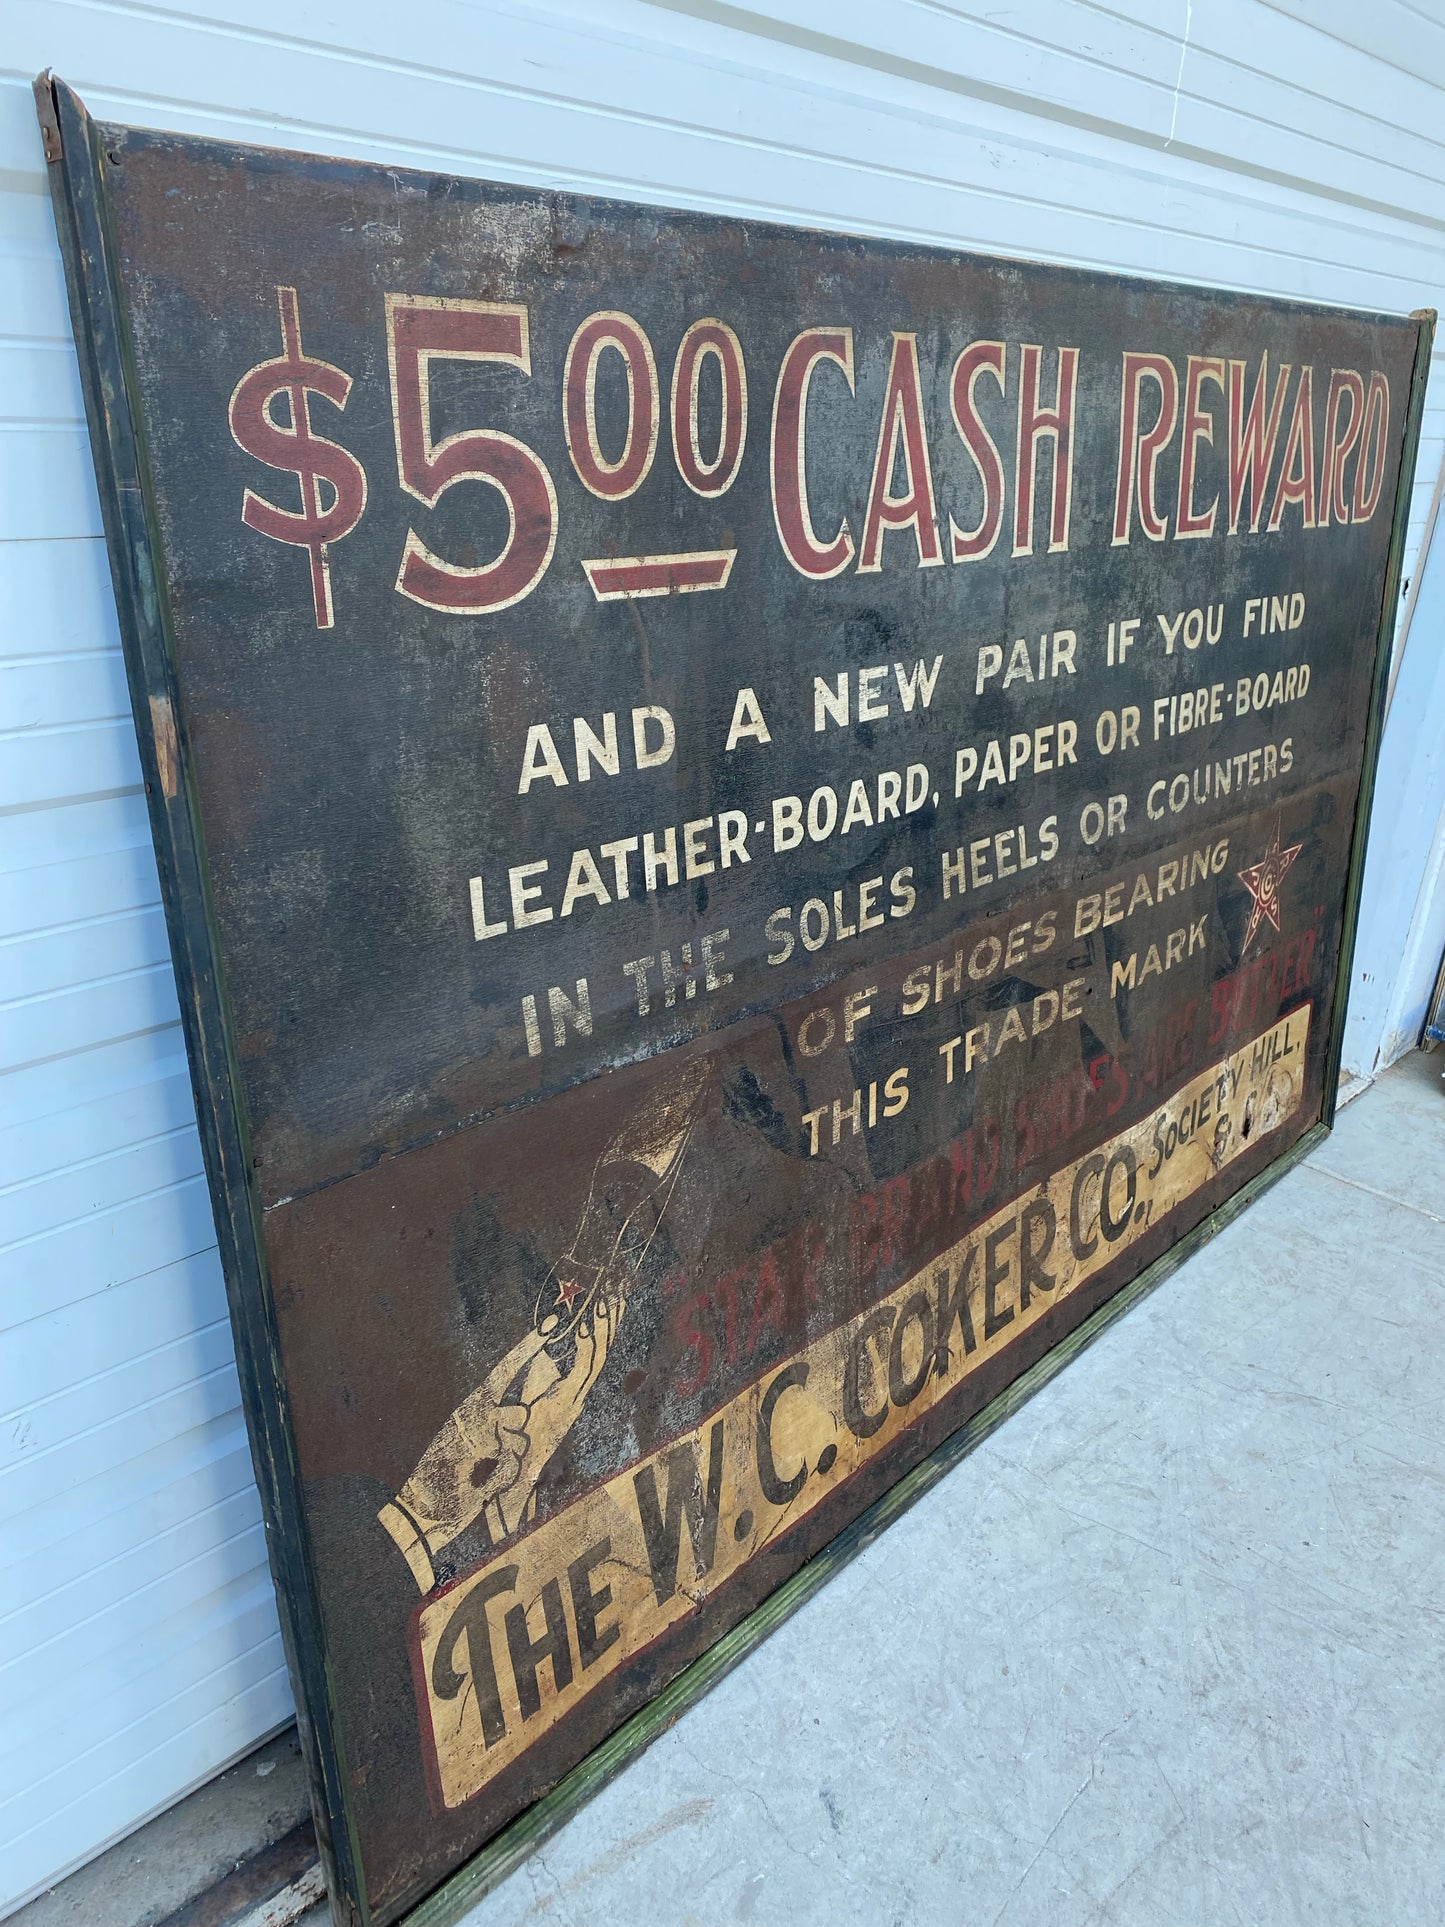 $5.00 CASH REWARD
AND A NEW PAIR IF YOU FIND
LEATHER-BOARD, PAPER OR FIBRE-BOARD
IN THE SOLES HEELS OR COUNTERS
OF SHOES BEARING
THIS TRADE MARK
"STAR BRAND SHOES ARE BETTER"
THE W. C. COKER CO. SOCIETY HILL,
S. C.